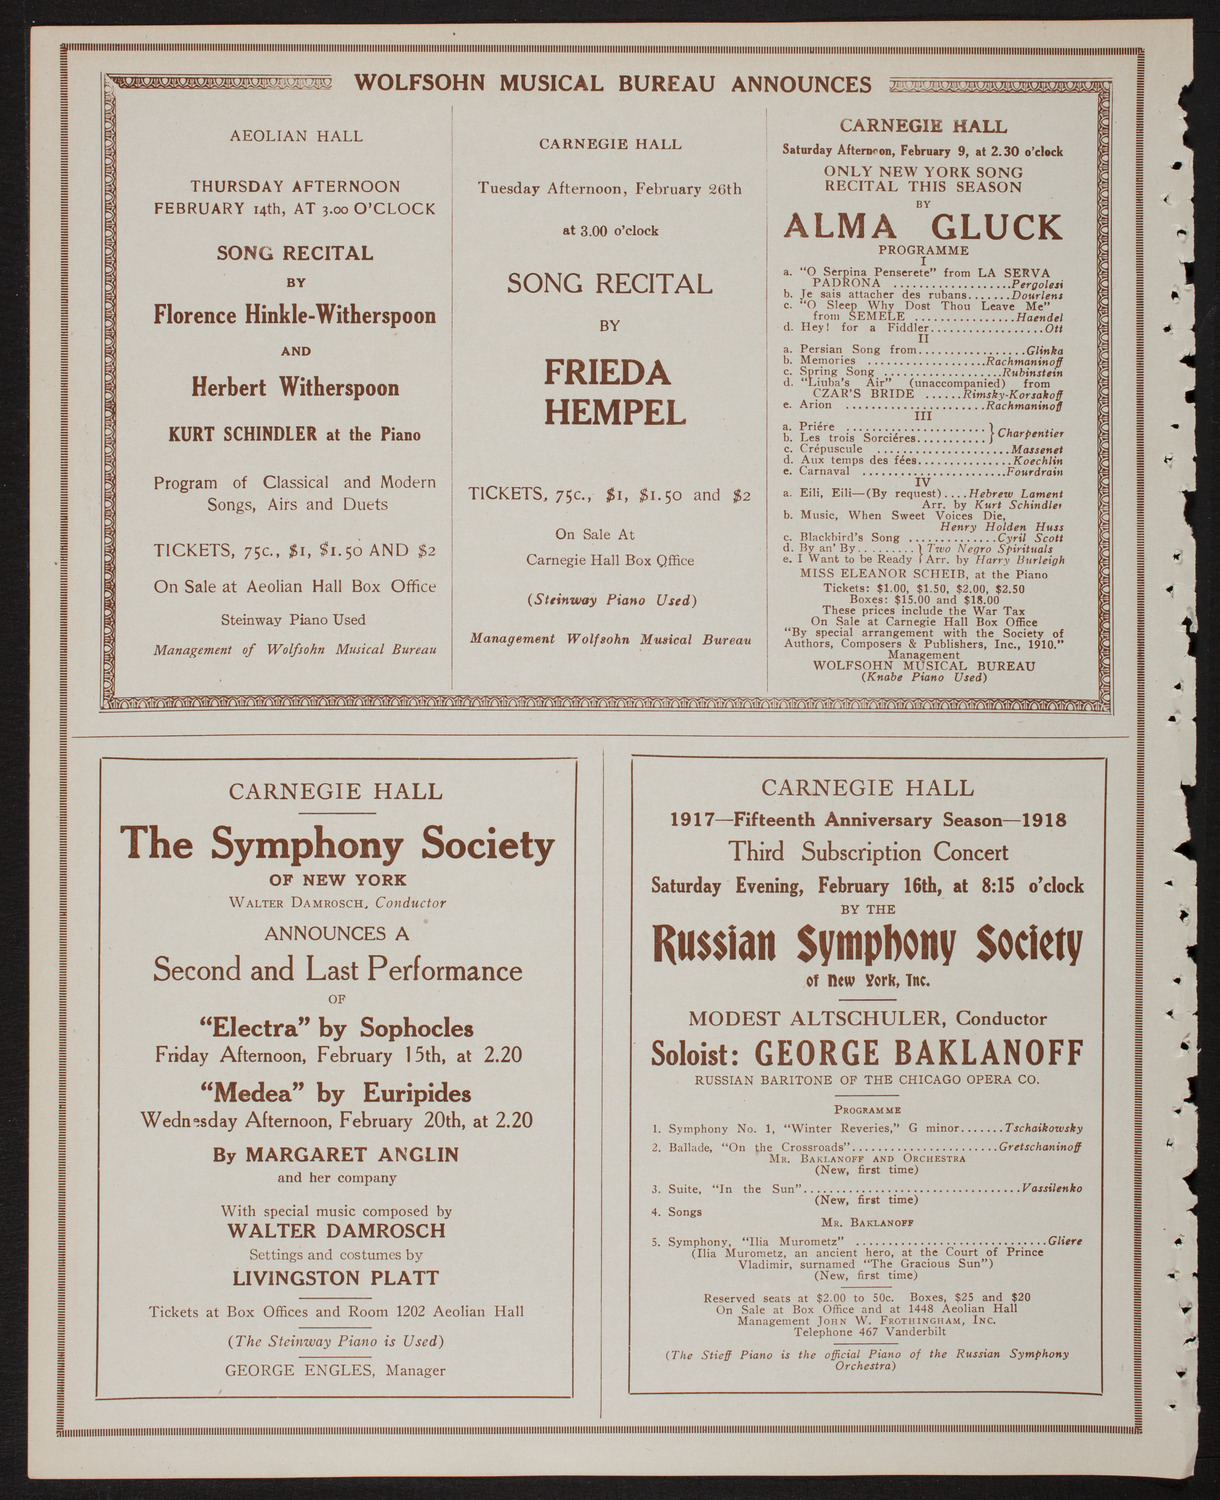 WOLFSOHN MUSICAL BUREAU ANNOUNCES
AEOLIAN HALL
THURSDAY AFTERNOON
FEBRUARY 14th, AT 3.00 O'CLOCK
SONG RECITAL
BY
Florence Hinkle-Witherspoon
AND
Herbert Witherspoon
KURT SCHINDLER at the Piano
Program of Classical and Modern
Songs, Airs and Duets
TICKETS, 75c., $1, $1.50 AND $2
On Sale at Aeolian Hall Box Office
Steinway Piano Used
Management of Wolfsohn Musical Bureau
CARNEGIE HALL
Tuesday Afternoon, February 26th
at 3.00 o'clock
SONG RECITAL
BY
FRIEDA
HEMPEL
TICKETS, 75c., $1, $1.50 and $2
On Sale At
Carnegie Hall Box Office
(Steinway Piano Used)
Management Wolfsohn Musical Bureau
CARNEGIE HALL
Saturday Afternoon, February 9, at 2.30 o'clock
ONLY NEW YORK SONG
RECITAL THIS SEASON
BY
ALMA GLUCK
PROGRAMME
I
a. "O Serpina Penserete" from LA SERVA
PADRONA ..................Pergolesi
b. Je sais attacher des rubans.......Dourlens
c. "O Sleep Why Dost Thou Leave Me"
from SEMELE ...............Haendel
d. Hey! for a Fiddler.................Ott
II
a. Persian Song from................Glinka
b. Memories ..................Rachmaninoff
c. Spring Song ..................Rubinstein
d. "Liuba's Air" (unaccompanied) from
CZAR'S BRIDE ......Rimsky-Korsakoff
e. Arion ......................Rachmaninoff
III
a. Priére ......................} Charpentier
b. Les trois Sorciéres...........}
c. Crépuscule .....................Massenet
d. Aux temps des fées...............Koechlin
e. Carnaval .......................Fourdrain
IV
a. Eili, Eili—(By request)....Hebrew Lament
Arr. by Kurt Schindler
b. Music, When Sweet Voices Die,
Henry Holden Huss
c. Blackbird's Song ..............Cyril Scott
d. By an' By.........} Two Negro Spirituals
e. I Want to be Ready } Arr. by Harry Burleigh
MISS ELEANOR SCHEIB, at the Piano
Tickets: $1.00, $1.50, $2.00, $2.50
Boxes: $15.00 and $18.00
These prices include the War Tax
On Sale at Carnegie Hall Box Office
"By special arrangement with the Society of
Authors, Composers & Publishers, Inc., 1910."
Management
WOLFSOHN MUSICAL BUREAU
(Knabe Piano Used)
CARNEGIE HALL
The Symphony Society
OF NEW YORK
WALTER DAMROSCH, Conductor
ANNOUNCES A
Second and Last Performance
OF
"Electra" by Sophocles
Friday Afternoon, February 15th, at 2.20
"Medea" by Euripides
Wednesday Afternoon, February 20th, at 2.20
By MARGARET ANGLIN
and her company
With special music composed by
WALTER DAMROSCH
Settings and costumes by
LIVINGSTON PLATT
Tickets at Box Offices and Room 1202 Aeolian Hall
(The Steinway Piano is Used)
GEORGE ENGLES, Manager
CARNEGIE HALL
1917—Fifteenth Anniversary Season—1918
Third Subscription Concert
Saturday Evening, February 16th, at 8:15 o'clock
BY THE
Russian Symphony Society
of New York, Inc.
MODEST ALTSCHULER, Conductor
Soloist: GEORGE BAKLANOFF
RUSSIAN BARITONE OF THE CHICAGO OPERA CO.
PROGRAMME
1. Symphony No. 1, "Winter Reveries," G minor.......Tschaikowsky
2. Ballade, "On the Crossroads".......................Gretschaninoff
MR. BAKLANOFF AND ORCHESTRA
(New, first time)
3. Suite, "In the Sun"..................................Vassilenko
(New, first time)
4. Songs
MR. BAKLANOFF
5. Symphony, "Ilia Murometz" ..............................Gliere
(Ilia Murometz, an ancient hero, at the Court of Prince
Vladimir, surnamed "The Gracious Sun")
(New, first time)
Reserved seats at $2.00 to 50c. Boxes, $25 and $20
On Sale at Box Office and at 1448 Aeolian Hall
Management JOHN W. FROTHINGHAM, INC.
Telephone 467 Vanderbilt
(The Stieff Piano is the official Piano of the Russian Symphony
Orchestra)